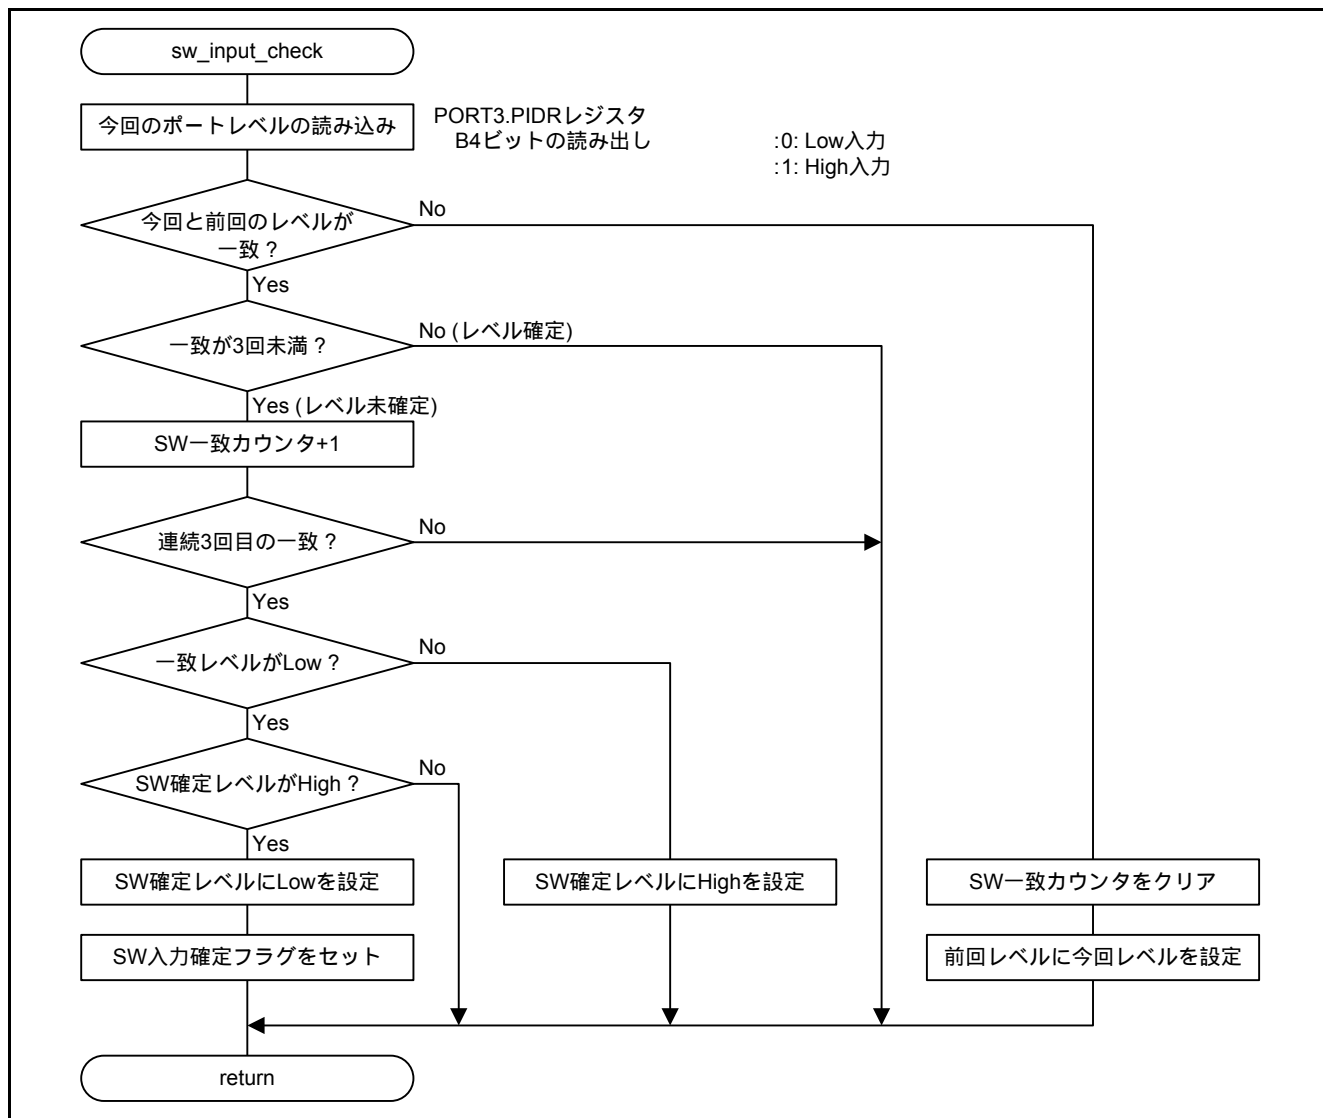 sw_input_check
今回のポートレベルの読み込み
PORT3.PIDRレジスタ
B4ビットの読み出し
:0: Low入力
:1: High入力
今回と前回のレベルが
一致?
No
Yes
一致が3回未満?
No (レベル確定)
Yes (レベル未確定)
SW一致カウンタ+1
連続3回目の一致?
No
Yes
一致レベルがLow?
No
Yes
SW確定レベルがHigh?
No
Yes
SW確定レベルにLowを設定
SW確定レベルにHighを設定
SW一致カウンタをクリア
SW入力確定フラグをセット
前回レベルに今回レベルを設定
return